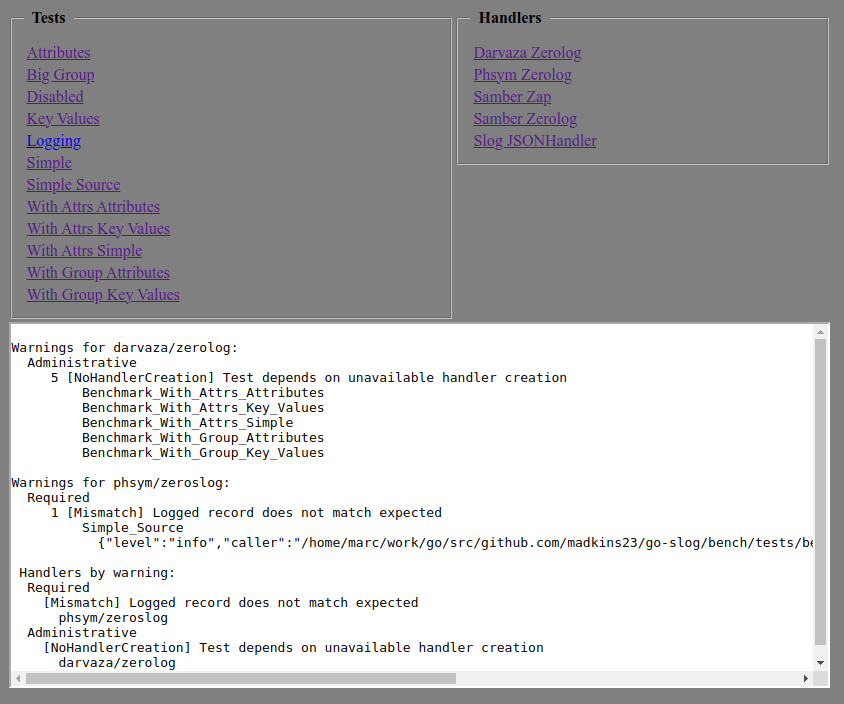 Tests
Attributes
Big Group
Disabled
Key Values
Logging
Simple
Simple Source
With Attrs Attributes
With Attrs Key Values
With Attrs Simple
With Group Attributes
With Group Key Values
Handlers
Darvaza Zerolog
Phsym Zerolog
Samber Zap
Samber Zerolog
Slog JSONHandler
Warnings for darvaza/zerolog:
Administrative
5 [NoHandlerCreation] Test depends on unavailable handler creation
Benchmark_With_Attrs_Attributes
Benchmark_With_Attrs_Key_Values
Benchmark_With_Attrs_Simple
Benchmark_With_Group_Attributes
Benchmark_With_Group_Key_Values
Warnings for phsym/zeroslog:
Required
1 [Mismatch] Logged record does not match expected
Simple_Source
{"level":"info","caller":"/home/marc/work/go/src/github.com/madkins23/go-slog/bench/tests/be
Handlers by warning:
Required
[Mismatch] Logged record does not match expected
phsym/zeroslog
Administrative
[NoHandlerCreation] Test depends on unavailable handler creation
darvaza/zerolog